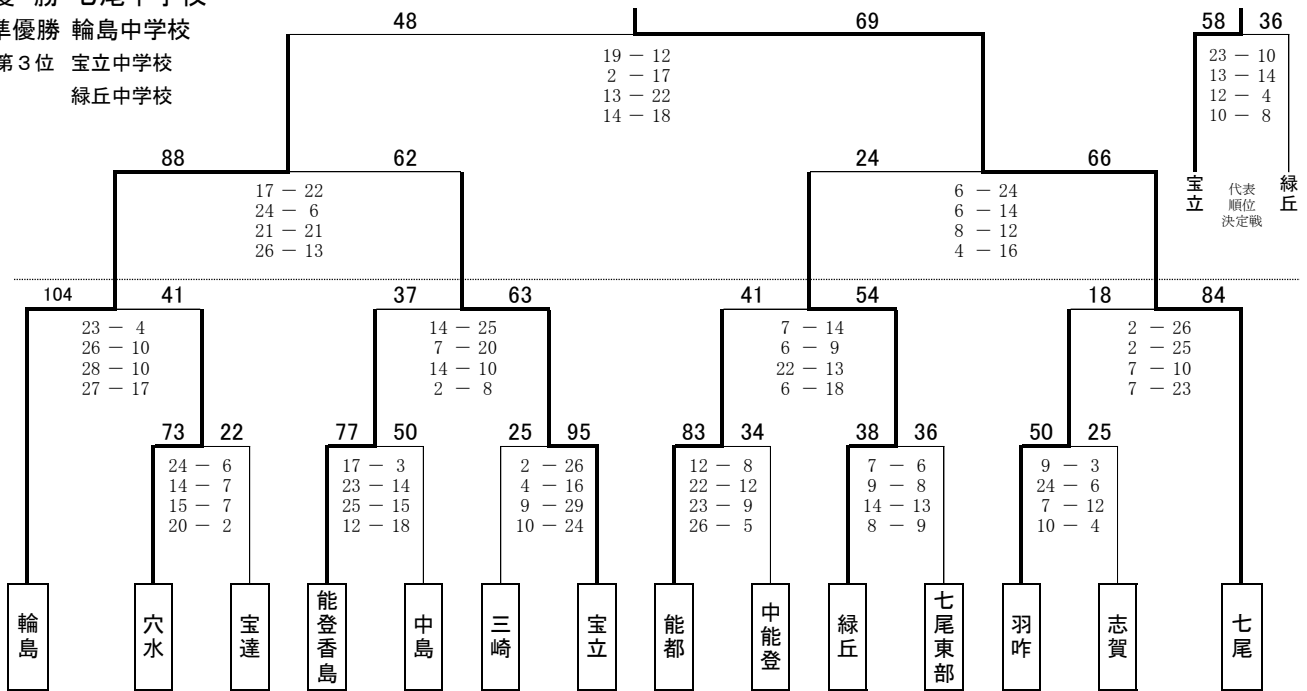 優 勝 七尾中学校
準優勝 輪島中学校
第3位 宝立中学校
緑丘中学校
48 69
19 － 12
2 － 17
13 － 22
14 － 18
58 36
23 － 10
13 － 14
12 － 4
10 － 8
宝立
代表
順位
決定戦
緑丘
88 62
17 － 22
24 － 6
21 － 21
26 － 13
24 66
6 － 24
6 － 14
8 － 12
4 － 16
104 41
23 － 4
26 － 10
28 － 10
27 － 17
37 63
14 － 25
7 － 20
14 － 10
2 － 8
41 54
7 － 14
6 － 9
22 － 13
6 － 18
18 84
2 － 26
2 － 25
7 － 10
7 － 23
73 22
24 － 6
14 － 7
15 － 7
20 － 2
77 50
17 － 3
23 － 14
25 － 15
12 － 18
25 95
2 － 26
4 － 16
9 － 29
10 － 24
83 34
12 － 8
22 － 12
23 － 9
26 － 5
38 36
7 － 6
9 － 8
14 － 13
8 － 9
50 25
9 － 3
24 － 6
7 － 12
10 － 4
輪島
穴水
宝達
能登香島
中島
三崎
宝立
能都
中能登
緑丘
七尾東部
羽咋
志賀
七尾